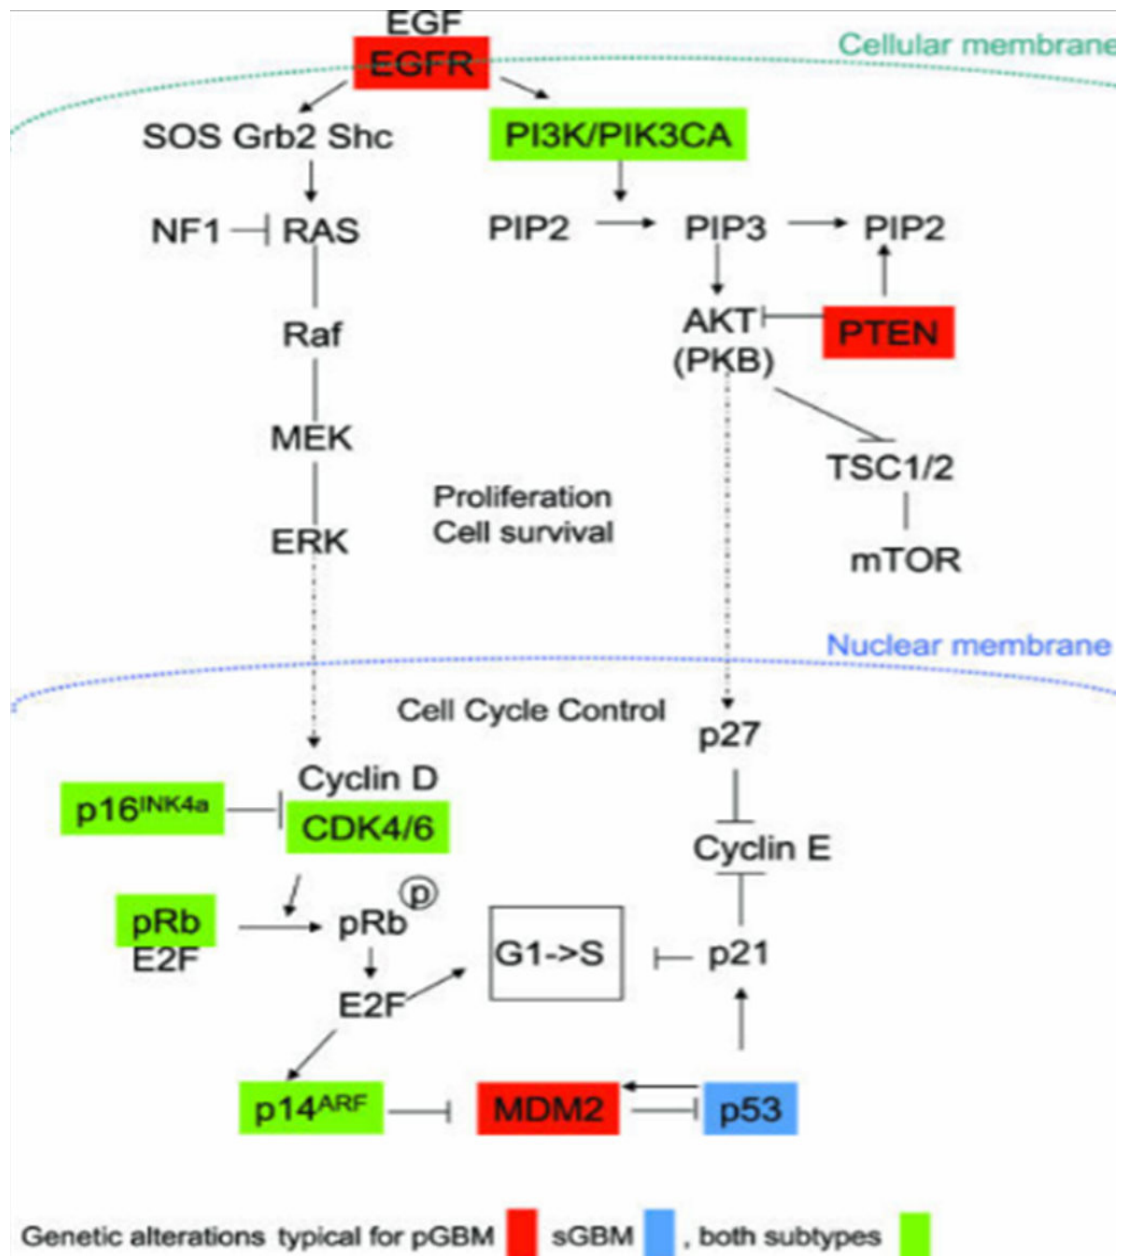 EGF
EGFR
Cellular membrane
SOS Grb2 Shc
PI3K/PIK3CA
NF1
RAS
PIP2
PIP3
PIP2
Raf
AKT
(PKB)
PTEN
MEK
TSC1/2
Proliferation
Cell survival
ERK
mTOR
Nuclear membrane
Cell Cycle Control
p27
Cyclin D
p16INK4a
CDK4/6
Cyclin E
pRb
E2F
pRb
p
G1->S
p21
E2F
p14ARF
MDM2
p53
Genetic alterations typical for pGBM sGBM , both subtypes